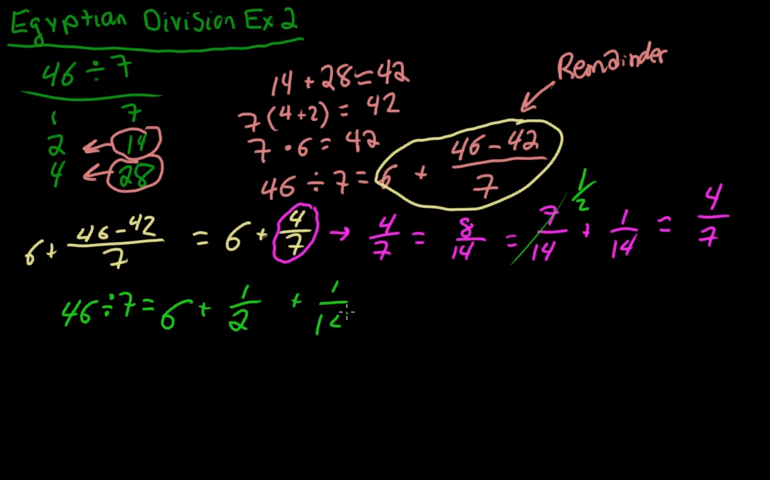 Egyptian Division Ex 2
46 ÷ 7
1 7
2 ← 14
4 ← 28
14 + 28 = 42
7 (4+2) = 42
7 · 6 = 42
46 ÷ 7 = 6 + (46 - 42)/7
Remainder
6 + (46-42)/7 = 6 + 4/7 → 4/7 = 8/14 = 7/14 1/2 + 1/14 = 4/7
46 ÷ 7 = 6 + 1/2 + 1/14